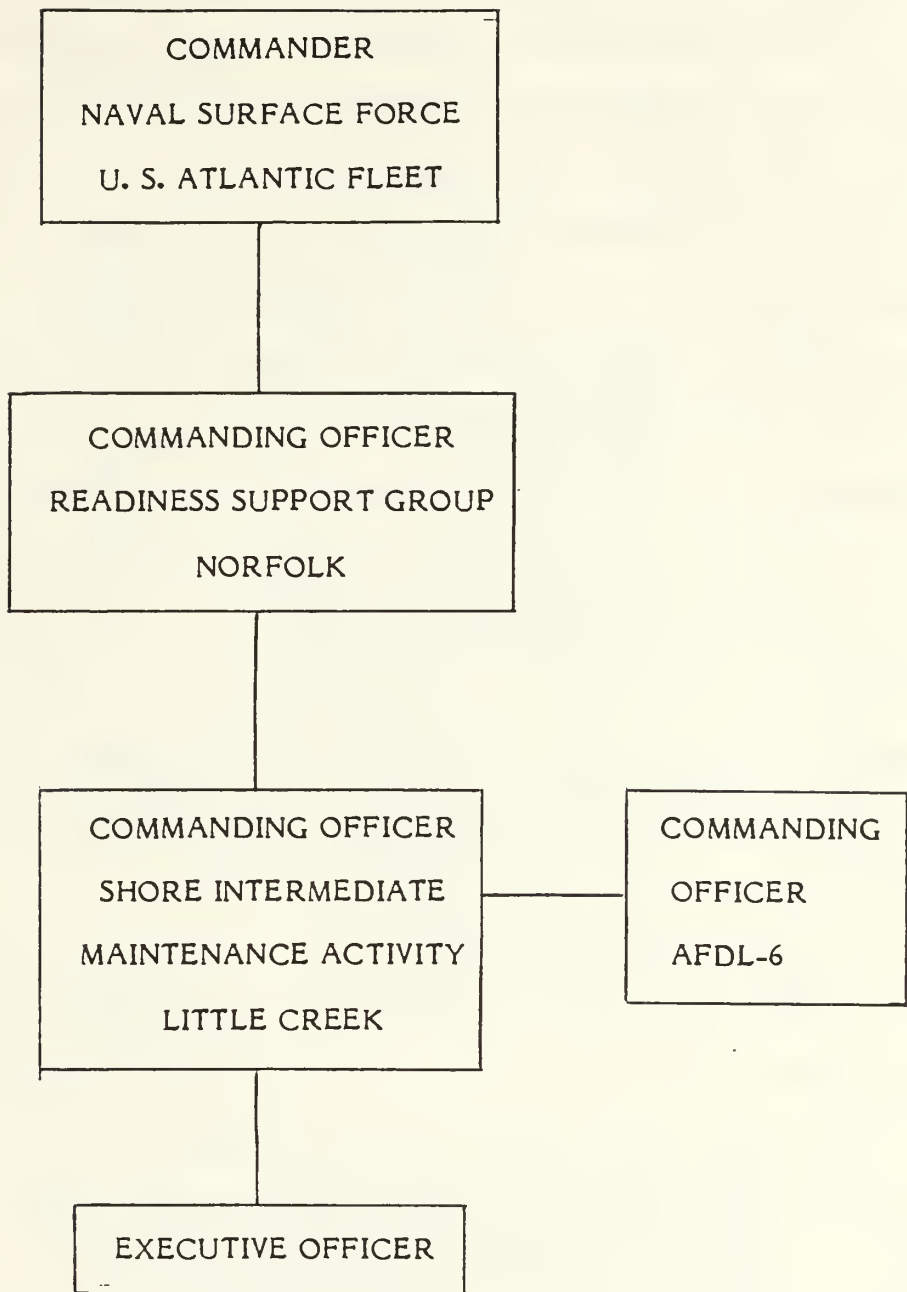 COMMANDER
NAVAL SURFACE FORCE
U. S. ATLANTIC FLEET
COMMANDING OFFICER
READINESS SUPPORT GROUP
NORFOLK
COMMANDING OFFICER
SHORE INTERMEDIATE
MAINTENANCE ACTIVITY
LITTLE CREEK
COMMANDING
OFFICER
AFDL-6
EXECUTIVE OFFICER